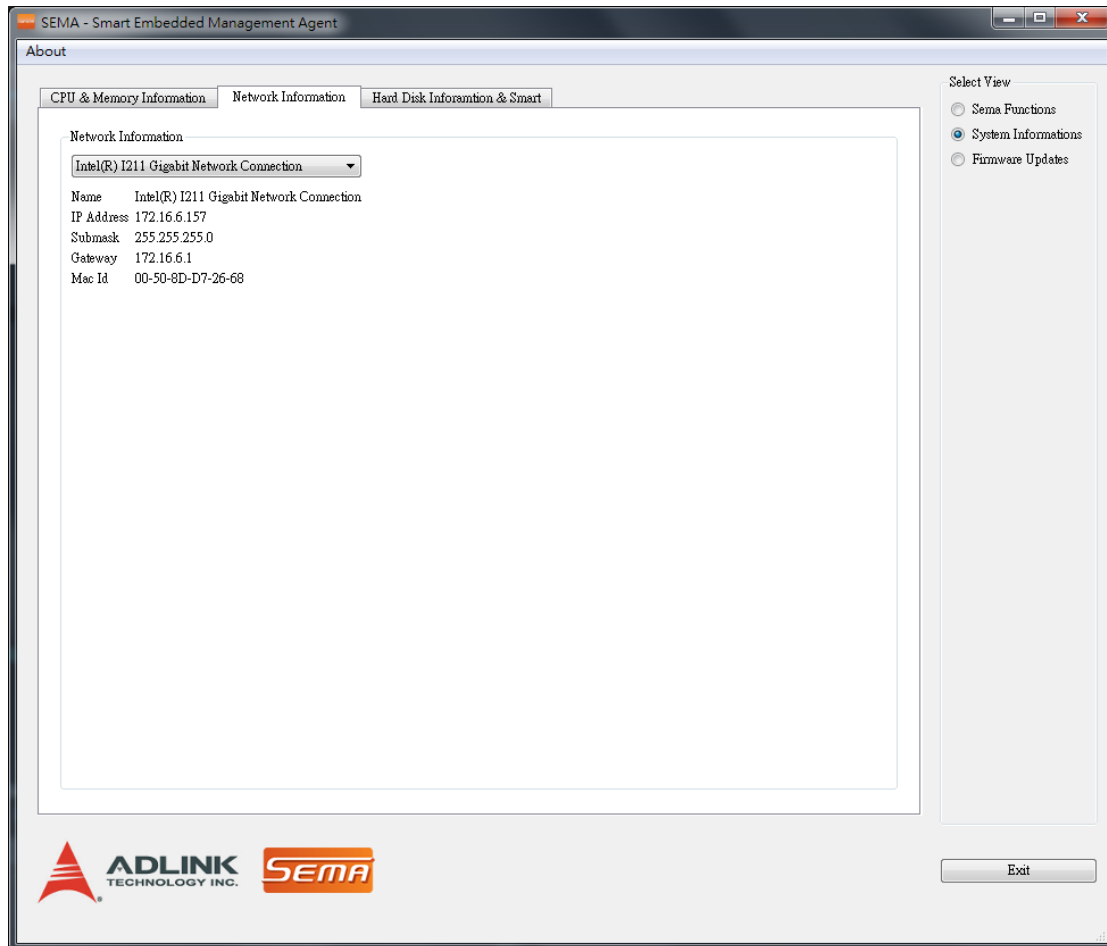 SEMA - Smart Embedded Management Agent
About
CPU & Memory Information
Network Information
Hard Disk Inforamtion & Smart
Network Information
Intel(R) I211 Gigabit Network Connection
Name Intel(R) I211 Gigabit Network Connection
IP Address 172.16.6.157
Submask 255.255.255.0
Gateway 172.16.6.1
Mac Id 00-50-8D-D7-26-68
Select View
Sema Functions
System Informations
Firmware Updates
ADLINK
TECHNOLOGY INC.
SEMA
Exit